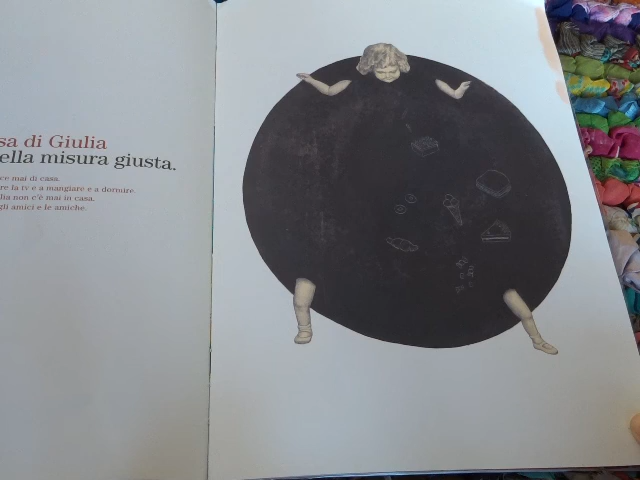 sa di Giulia
ella misura giusta.
ce mai di casa.
re la tv e a mangiare e a dormire.
lia non c'è mai in casa.
gli amici e le amiche.